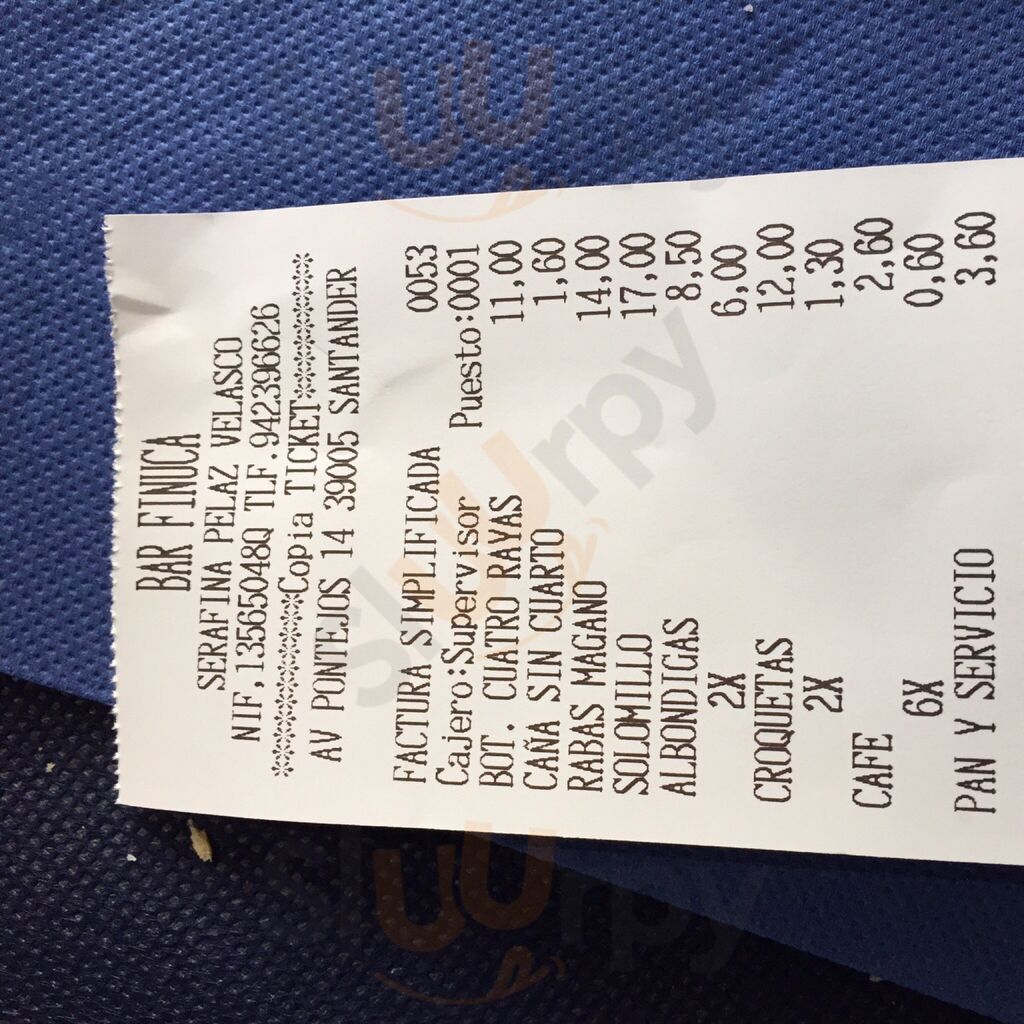 BAR FINUCA
SERAFINA PELAZ VELASCO
NIF,13565048Q TLF.942396626
**********Copia TICKET**********
AV PONTEJOS 14 39005 SANTANDER
FACTURA SIMPLIFICADA 0053
Cajero:Supervisor Puesto:0001
BOT. CUATRO RAYAS 11,00
CAÑA SIN CUARTO 1,60
RABAS MAGANO 14,00
SOLOMILLO 17,00
ALBONDIGAS 8,50
2X 6,00
CROQUETAS 12,00
2X 1,30
CAFE 2,60
6X 0,60
PAN Y SERVICIO 3,60
Slurpy